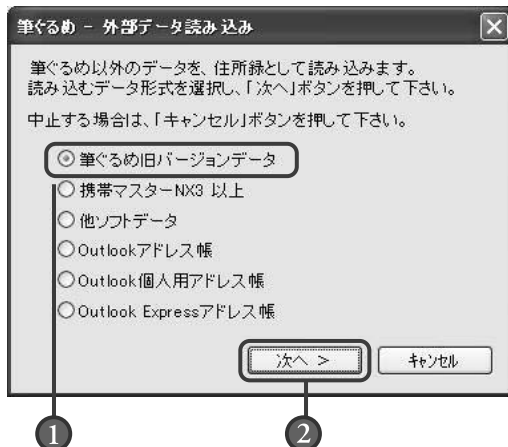 筆ぐるめ - 外部データ読み込み
筆ぐるめ以外のデータを、住所録として読み込みます。
読み込むデータ形式を選択し、「次へ」ボタンを押して下さい。
中止する場合は、「キャンセル」ボタンを押して下さい。
筆ぐるめ旧バージョンデータ
携帯マスターNX3 以上
他ソフトデータ
Outlookアドレス帳
Outlook個人用アドレス帳
Outlook Expressアドレス帳
次へ >
キャンセル
1
2